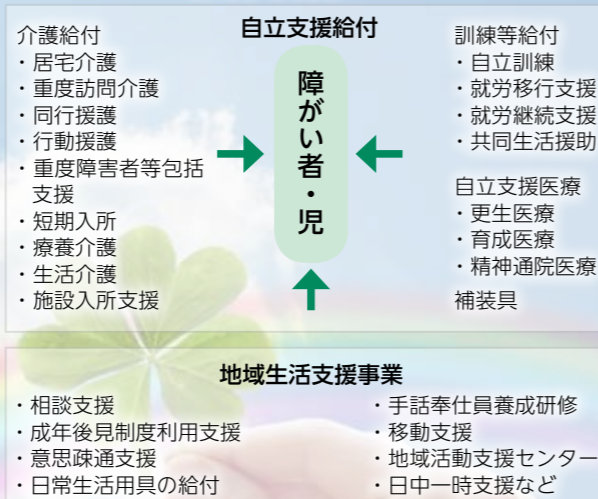 自立支援給付
介護給付
・居宅介護
・重度訪問介護
・同行援護
・行動援護
・重度障害者等包括
支援
・短期入所
・療養介護
・生活介護
・施設入所支援
障がい者・児
訓練等給付
・自立訓練
・就労移行支援
・就労継続支援
・共同生活援助
自立支援医療
・更生医療
・育成医療
・精神通院医療
補装具
地域生活支援事業
・相談支援
・成年後見制度利用支援
・意思疎通支援
・日常生活用具の給付
・手話奉仕員養成研修
・移動支援
・地域活動支援センター
・日中一時支援など